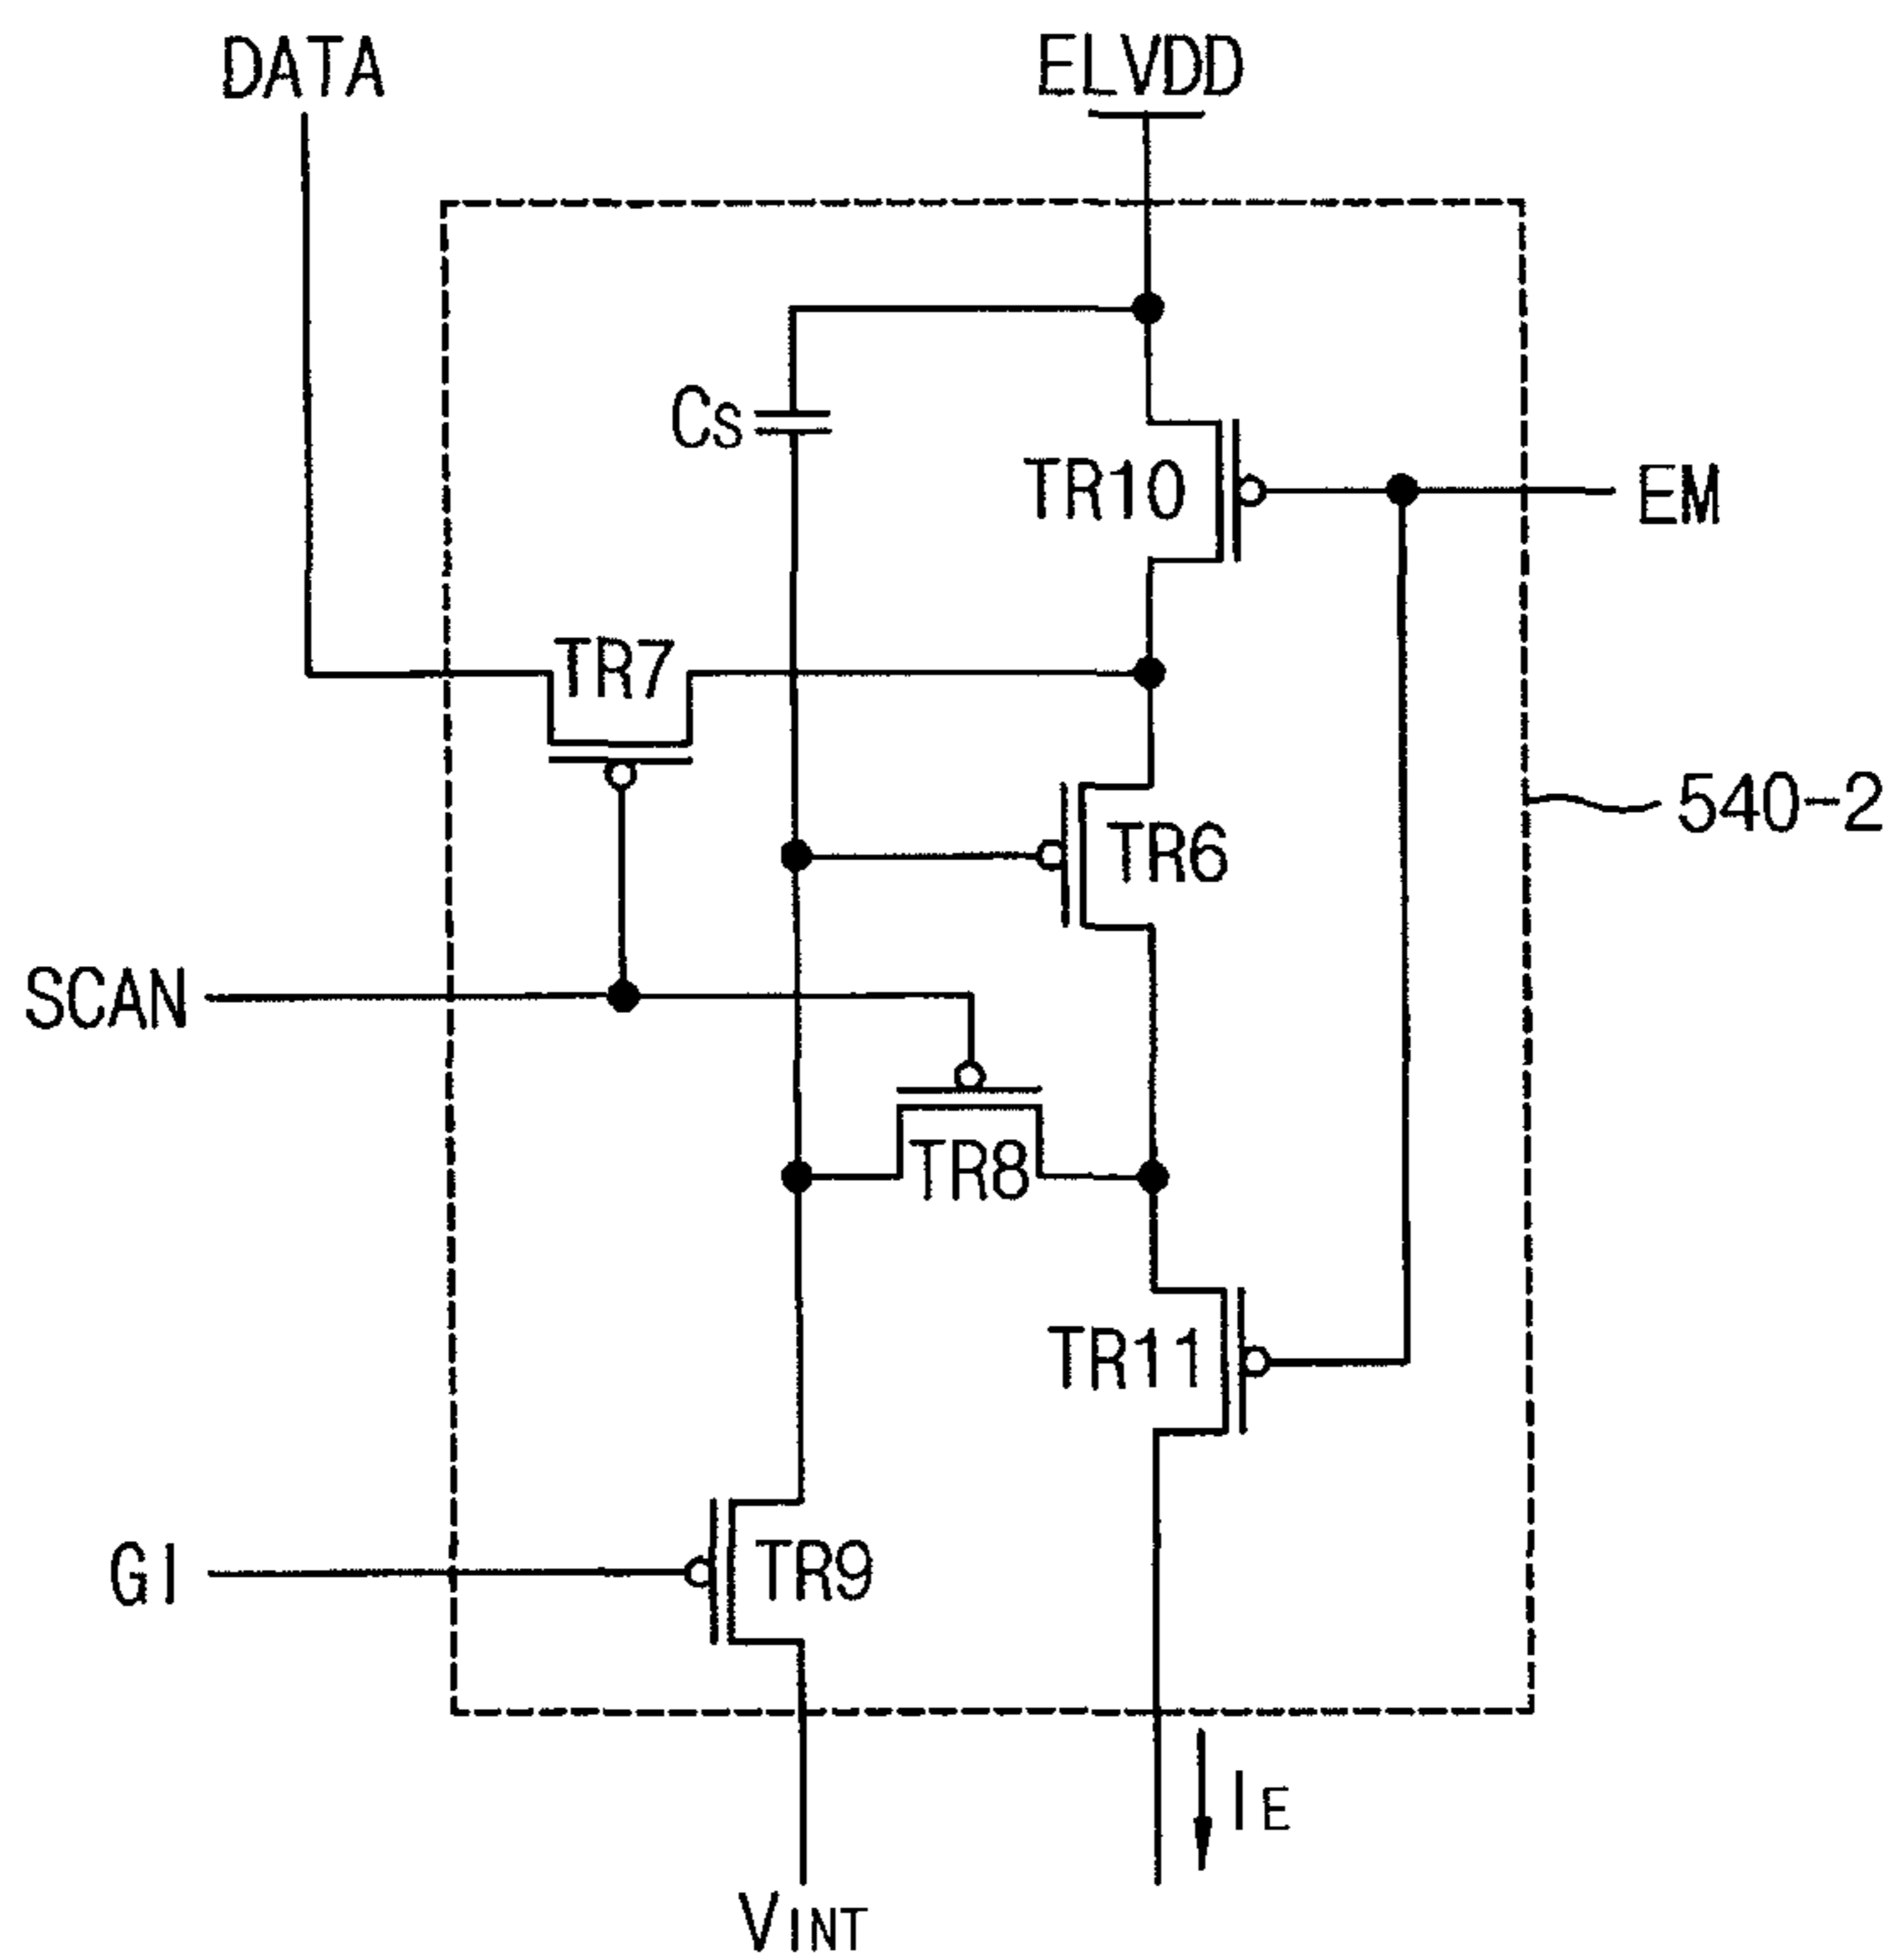 DATA
ELVDD
Cs
TR10
EM
TR7
TR6
540-2
SCAN
TR8
TR11
GI
TR9
IE
VINT